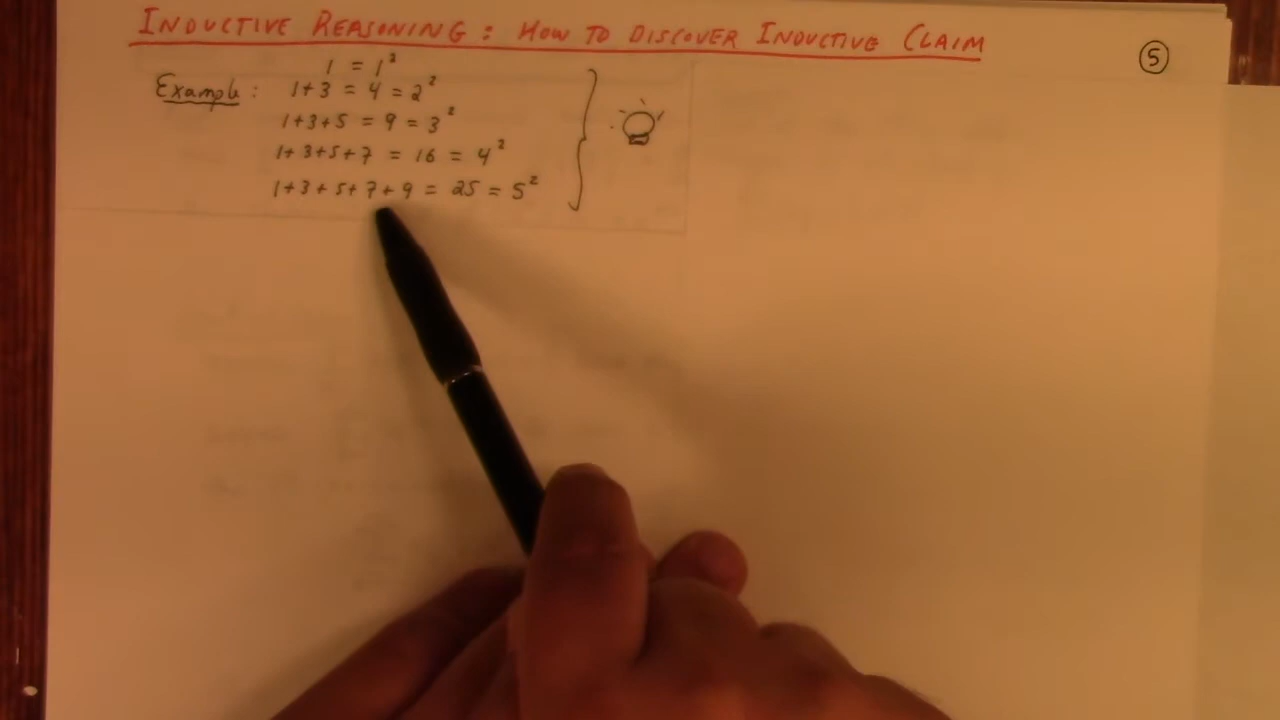 INDUCTIVE REASONING : HOW TO DISCOVER INDUCTIVE CLAIM
5
1 = 1²
Example : 1+3 = 4 = 2²
1+3+5 = 9 = 3²
1+3+5+7 = 16 = 4²
1+3+5+7+9 = 25 = 5²